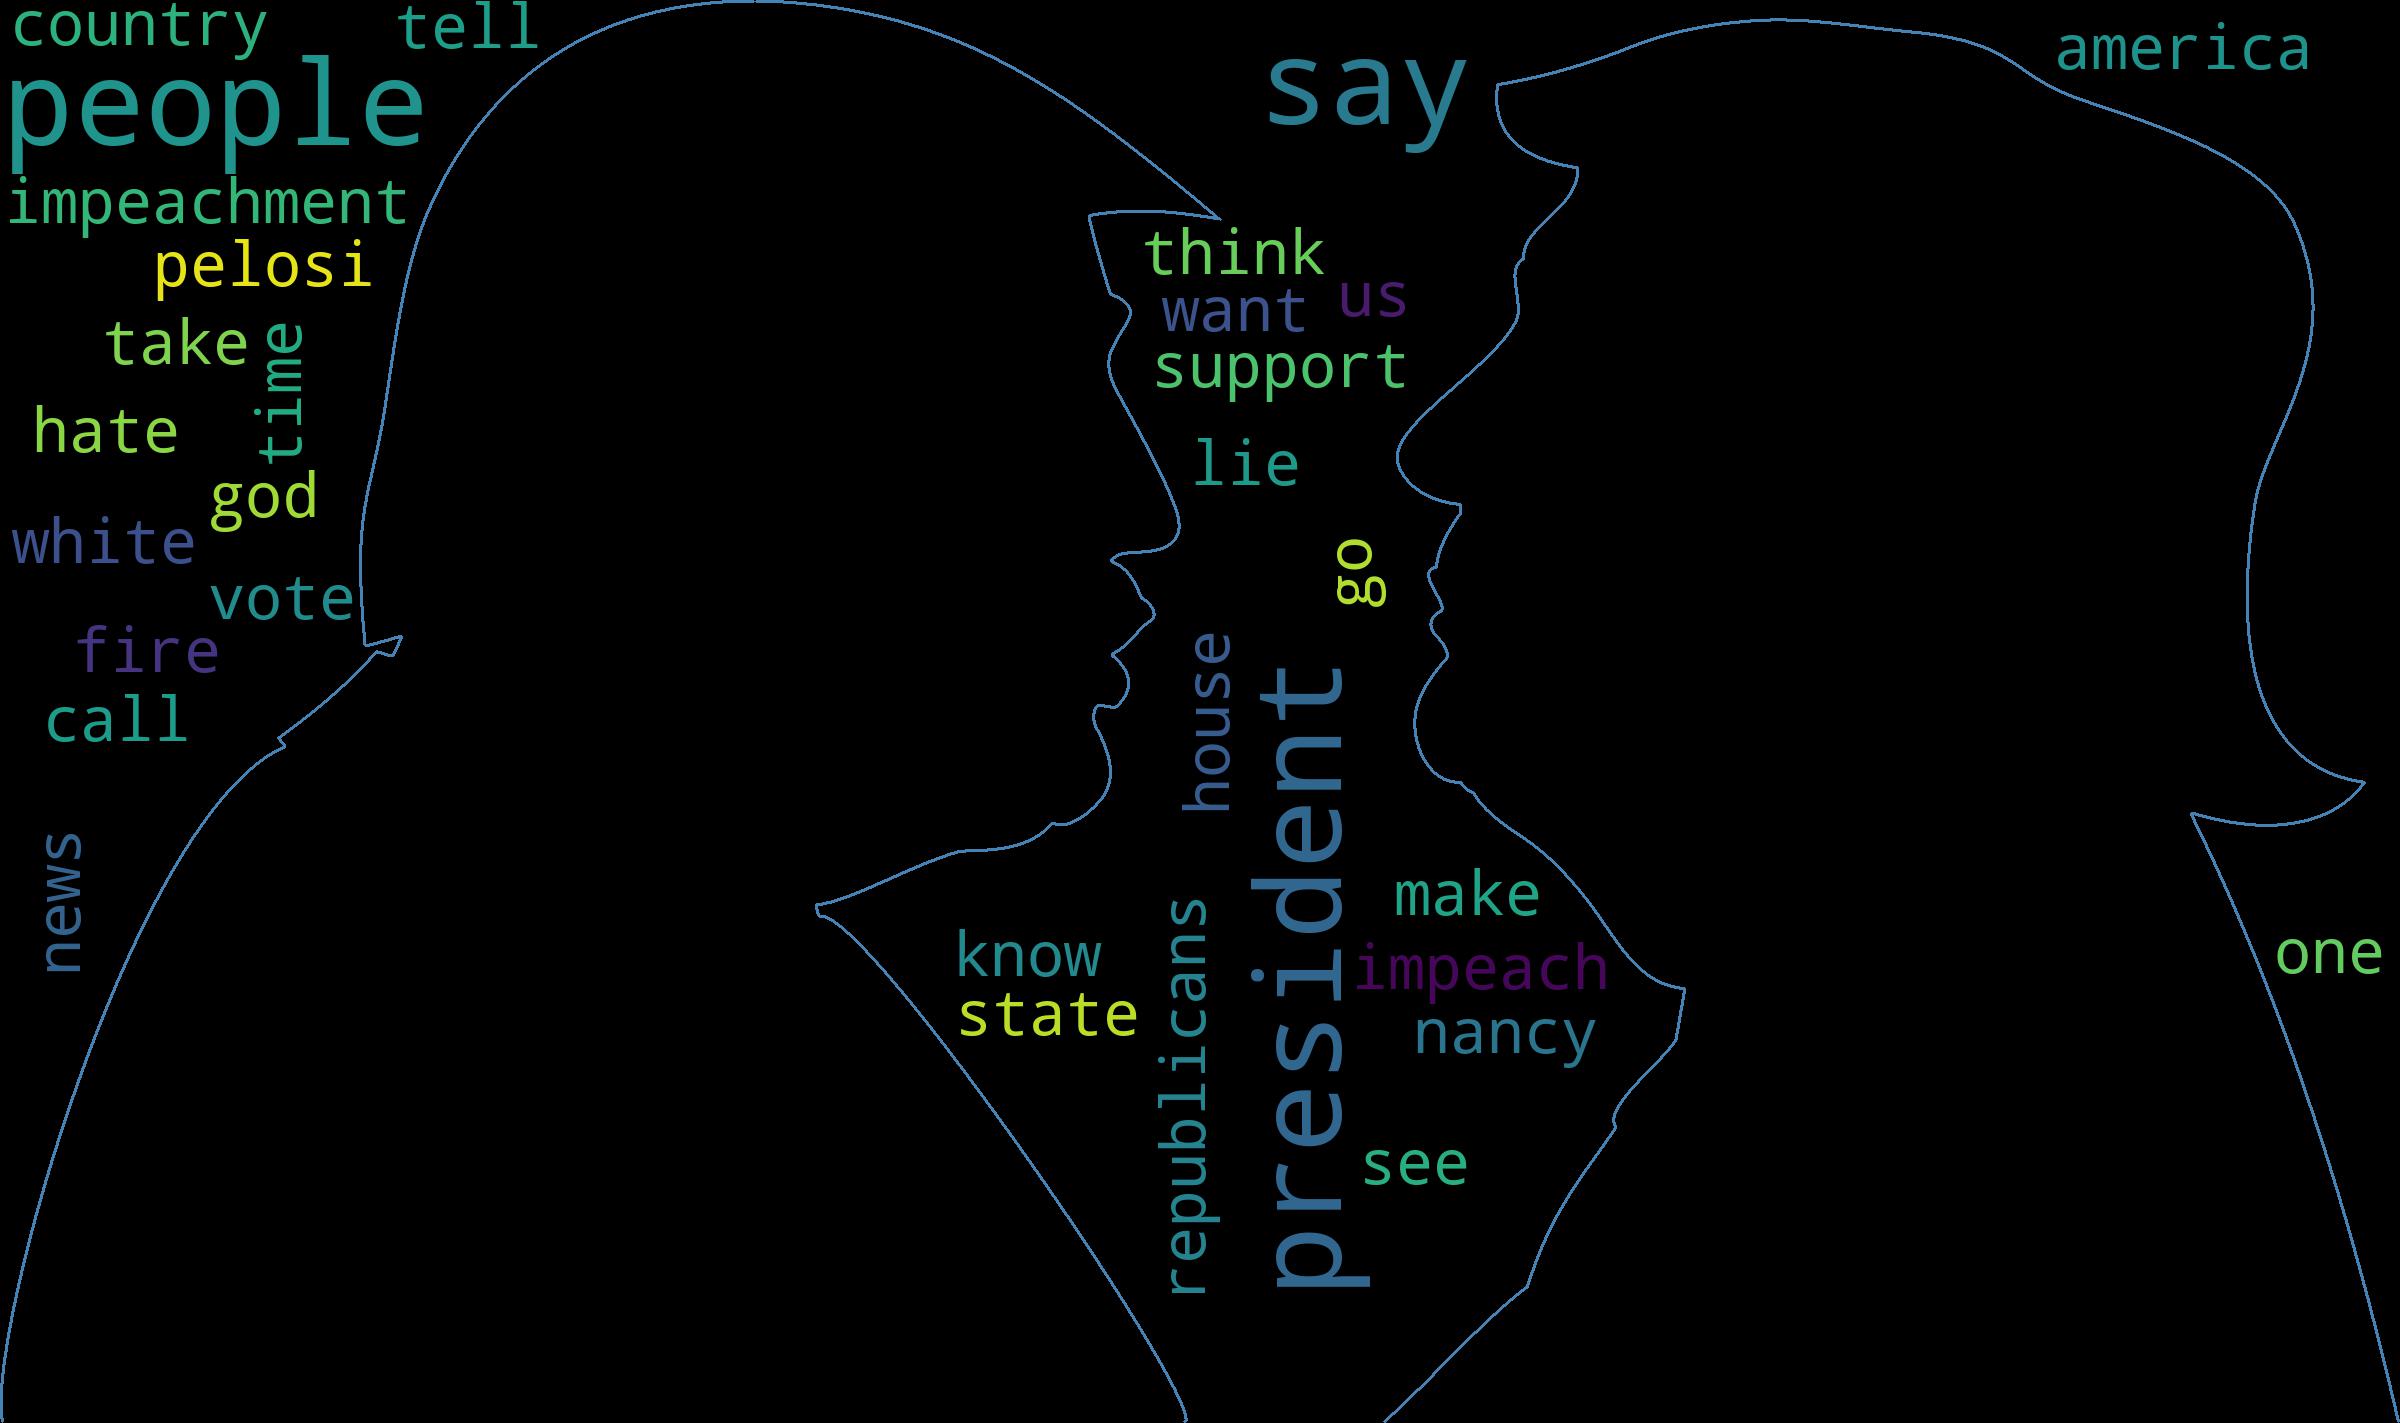 country
tell
people
impeachment
pelosi
take
time
hate
god
white
vote
fire
call
news
say
america
think
want
us
support
lie
go
house
president
republicans
know
state
make
impeach
nancy
see
one